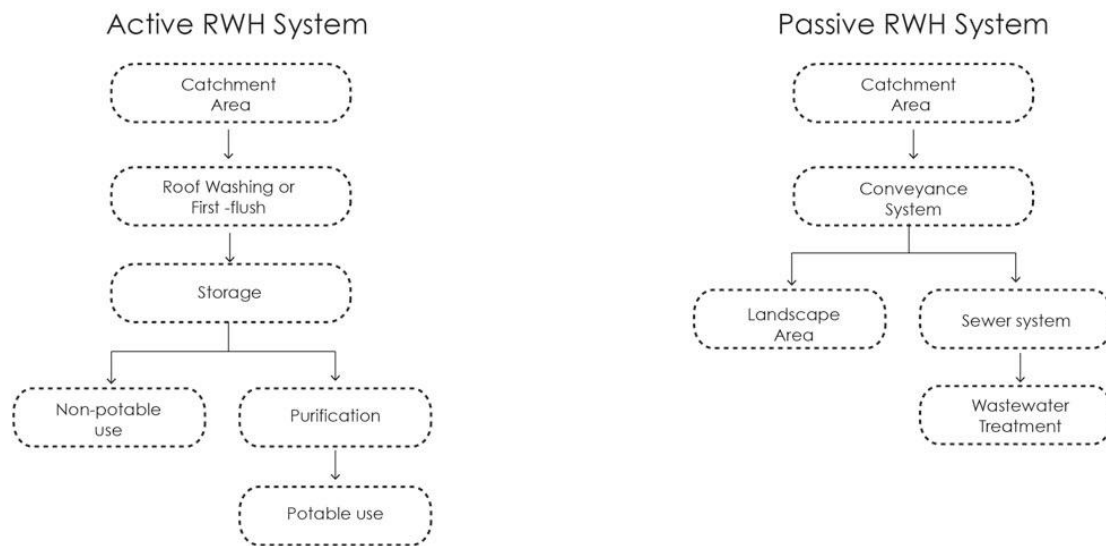 Active RWH System
Catchment
Area
Roof Washing or
First -flush
Storage
Non-potable
use
Purification
Potable use
Passive RWH System
Catchment
Area
Conveyance
System
Landscape
Area
Sewer system
Wastewater
Treatment